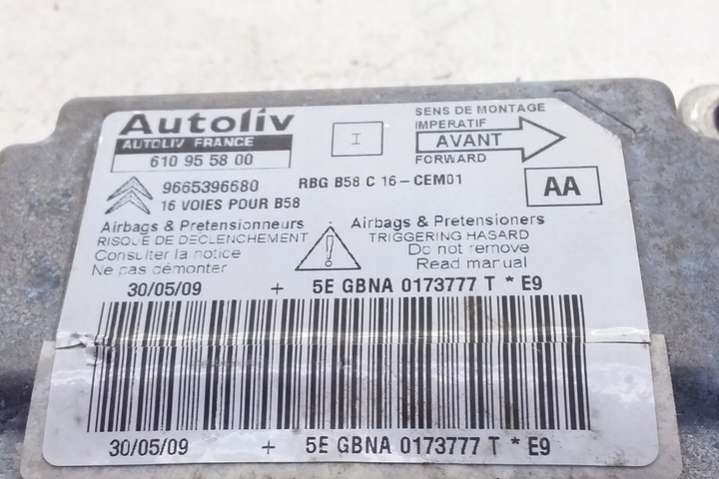 Autoliv
AUTOLIV FRANCE
610 95 58 00
I
SENS DE MONTAGE
IMPERATIF
AVANT
FORWARD
9665396680
RBG B58 C 16-CEM01
AA
16 VOIES POUR B58
Airbags & Pretensionneurs
RISQUE DE DECLENCHEMENT
Consulter la notice
Ne pas démonter
!
Airbags & Pretensioners
TRIGGERING HASARD
Do not remove
Read manual
30/05/09 + 5E GBNA 0173777 T * E9
30/05/09 + 5E GBNA 0173777 T * E9